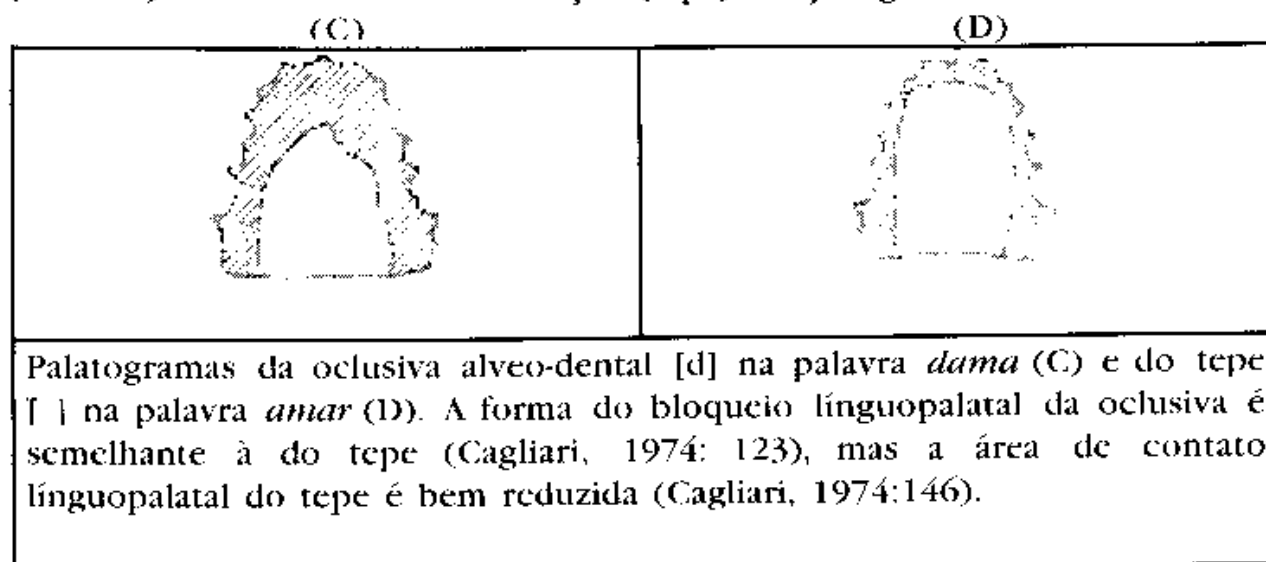 (C) (D)
Palatogramas da oclusiva alveo-dental [d] na palavra dama (C) e do tepe
[ ] na palavra amar (D). A forma do bloqueio línguopalatal da oclusiva é
semelhante à do tepe (Cagliari, 1974: 123), mas a área de contato
línguopalatal do tepe é bem reduzida (Cagliari, 1974:146).